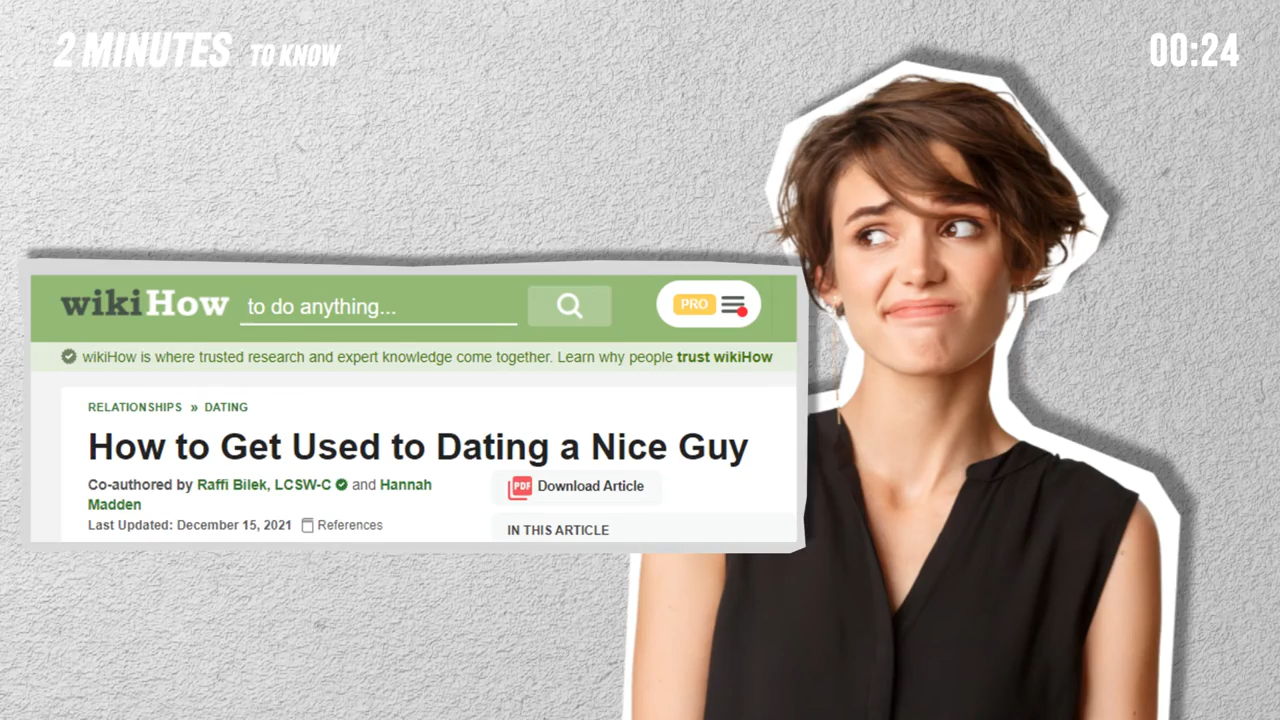 2 MINUTES TO KNOW
00:24
wikiHow to do anything...
PRO
wikiHow is where trusted research and expert knowledge come together. Learn why people trust wikiHow
RELATIONSHIPS » DATING
How to Get Used to Dating a Nice Guy
Co-authored by Raffi Bilek, LCSW-C and Hannah
Madden
PDF Download Article
Last Updated: December 15, 2021 References
IN THIS ARTICLE